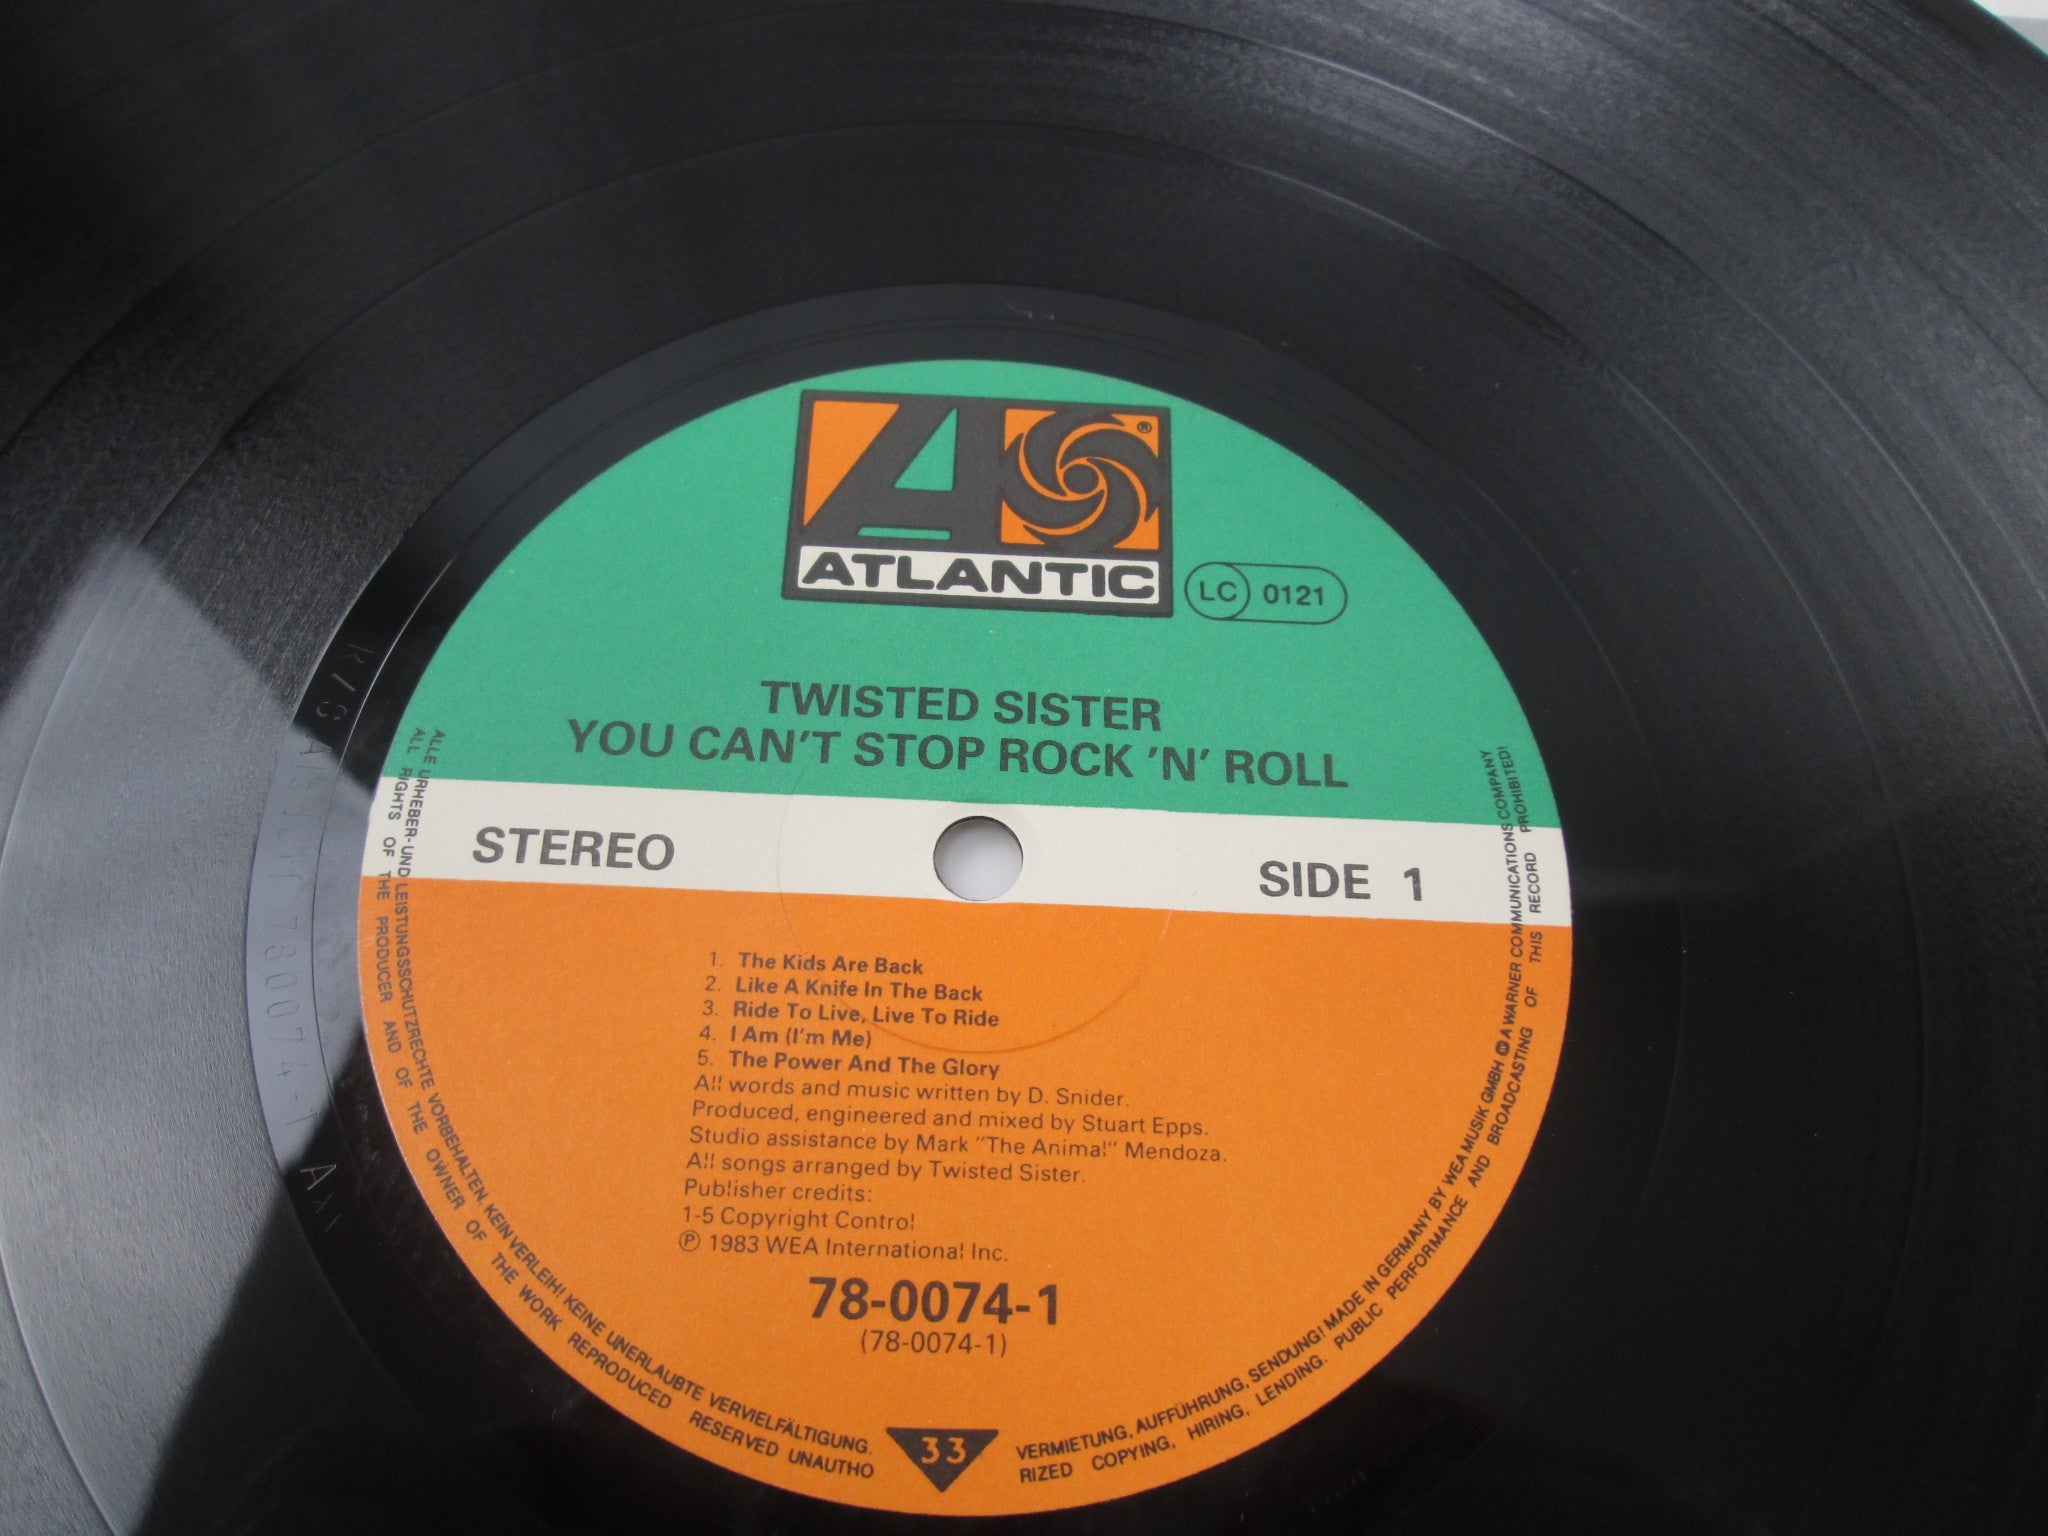 ATLANTIC
®
LC 0121
TWISTED SISTER
YOU CAN'T STOP ROCK 'N' ROLL
STEREO
SIDE 1
1. The Kids Are Back
2. Like A Knife In The Back
3. Ride To Live, Live To Ride
4. I Am (I'm Me)
5. The Power And The Glory
All words and music written by D. Snider.
Produced, engineered and mixed by Stuart Epps.
Studio assistance by Mark "The Animal" Mendoza.
All songs arranged by Twisted Sister.
Publisher credits:
1-5 Copyright Control
Ⓟ 1983 WEA International Inc.
78-0074-1
(78-0074-1)
33
ALLE URHEBER- UND LEISTUNGSSCHUTZRECHTE VORBEHALTEN. KEIN VERLEIH! KEINE UNERLAUBTE VERVIELFÄLTIGUNG. VERMIETUNG, AUFFÜHRUNG, SENDUNG! MADE IN GERMANY BY WEA MUSIK GMBH A WARNER COMMUNICATIONS COMPANY
ALL RIGHTS OF THE PRODUCER AND OF THE OWNER OF THE WORK REPRODUCED RESERVED UNAUTHO RIZED COPYING, HIRING, LENDING. PUBLIC PERFORMANCE AND BROADCASTING OF THIS RECORD PROHIBITED!
R/S
780074-1 A